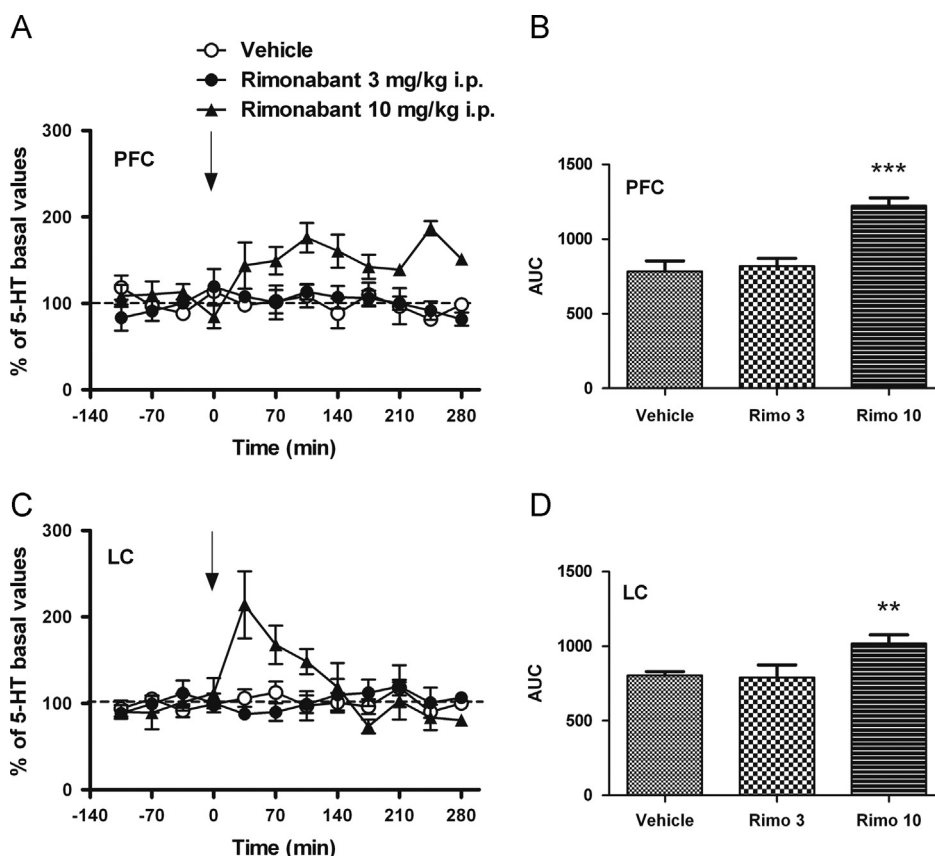 A
Vehicle
Rimonabant 3 mg/kg i.p.
Rimonabant 10 mg/kg i.p.
% of 5-HT basal values
300
200
100
0
PFC
-140 -70 0 70 140 210 280
Time (min)
B
AUC
1500
1000
500
0
PFC
***
Vehicle Rimo 3 Rimo 10
C
% of 5-HT basal values
300
200
100
0
LC
-140 -70 0 70 140 210 280
Time (min)
D
AUC
1500
1000
500
0
LC
**
Vehicle Rimo 3 Rimo 10